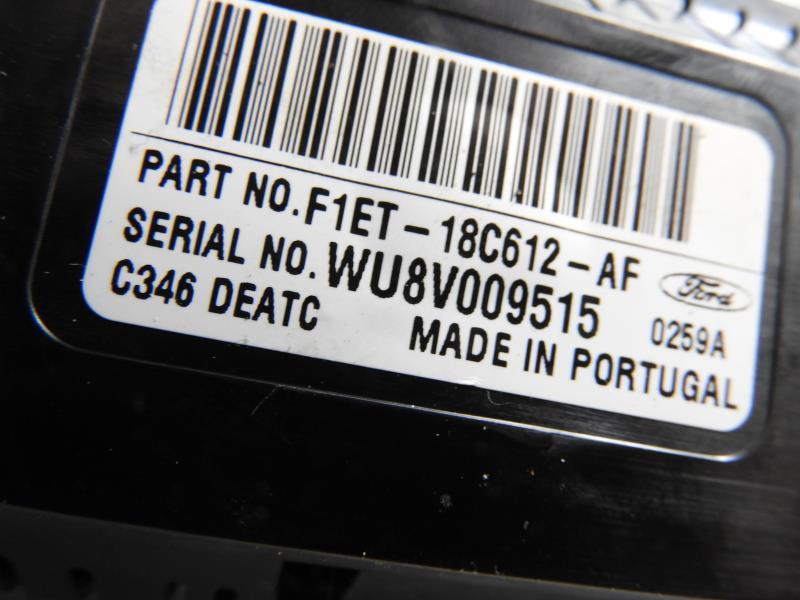 PART NO. F1ET-18C612-AF
SERIAL NO. WU8V009515
Ford
C346 DEATC
0259A
MADE IN PORTUGAL